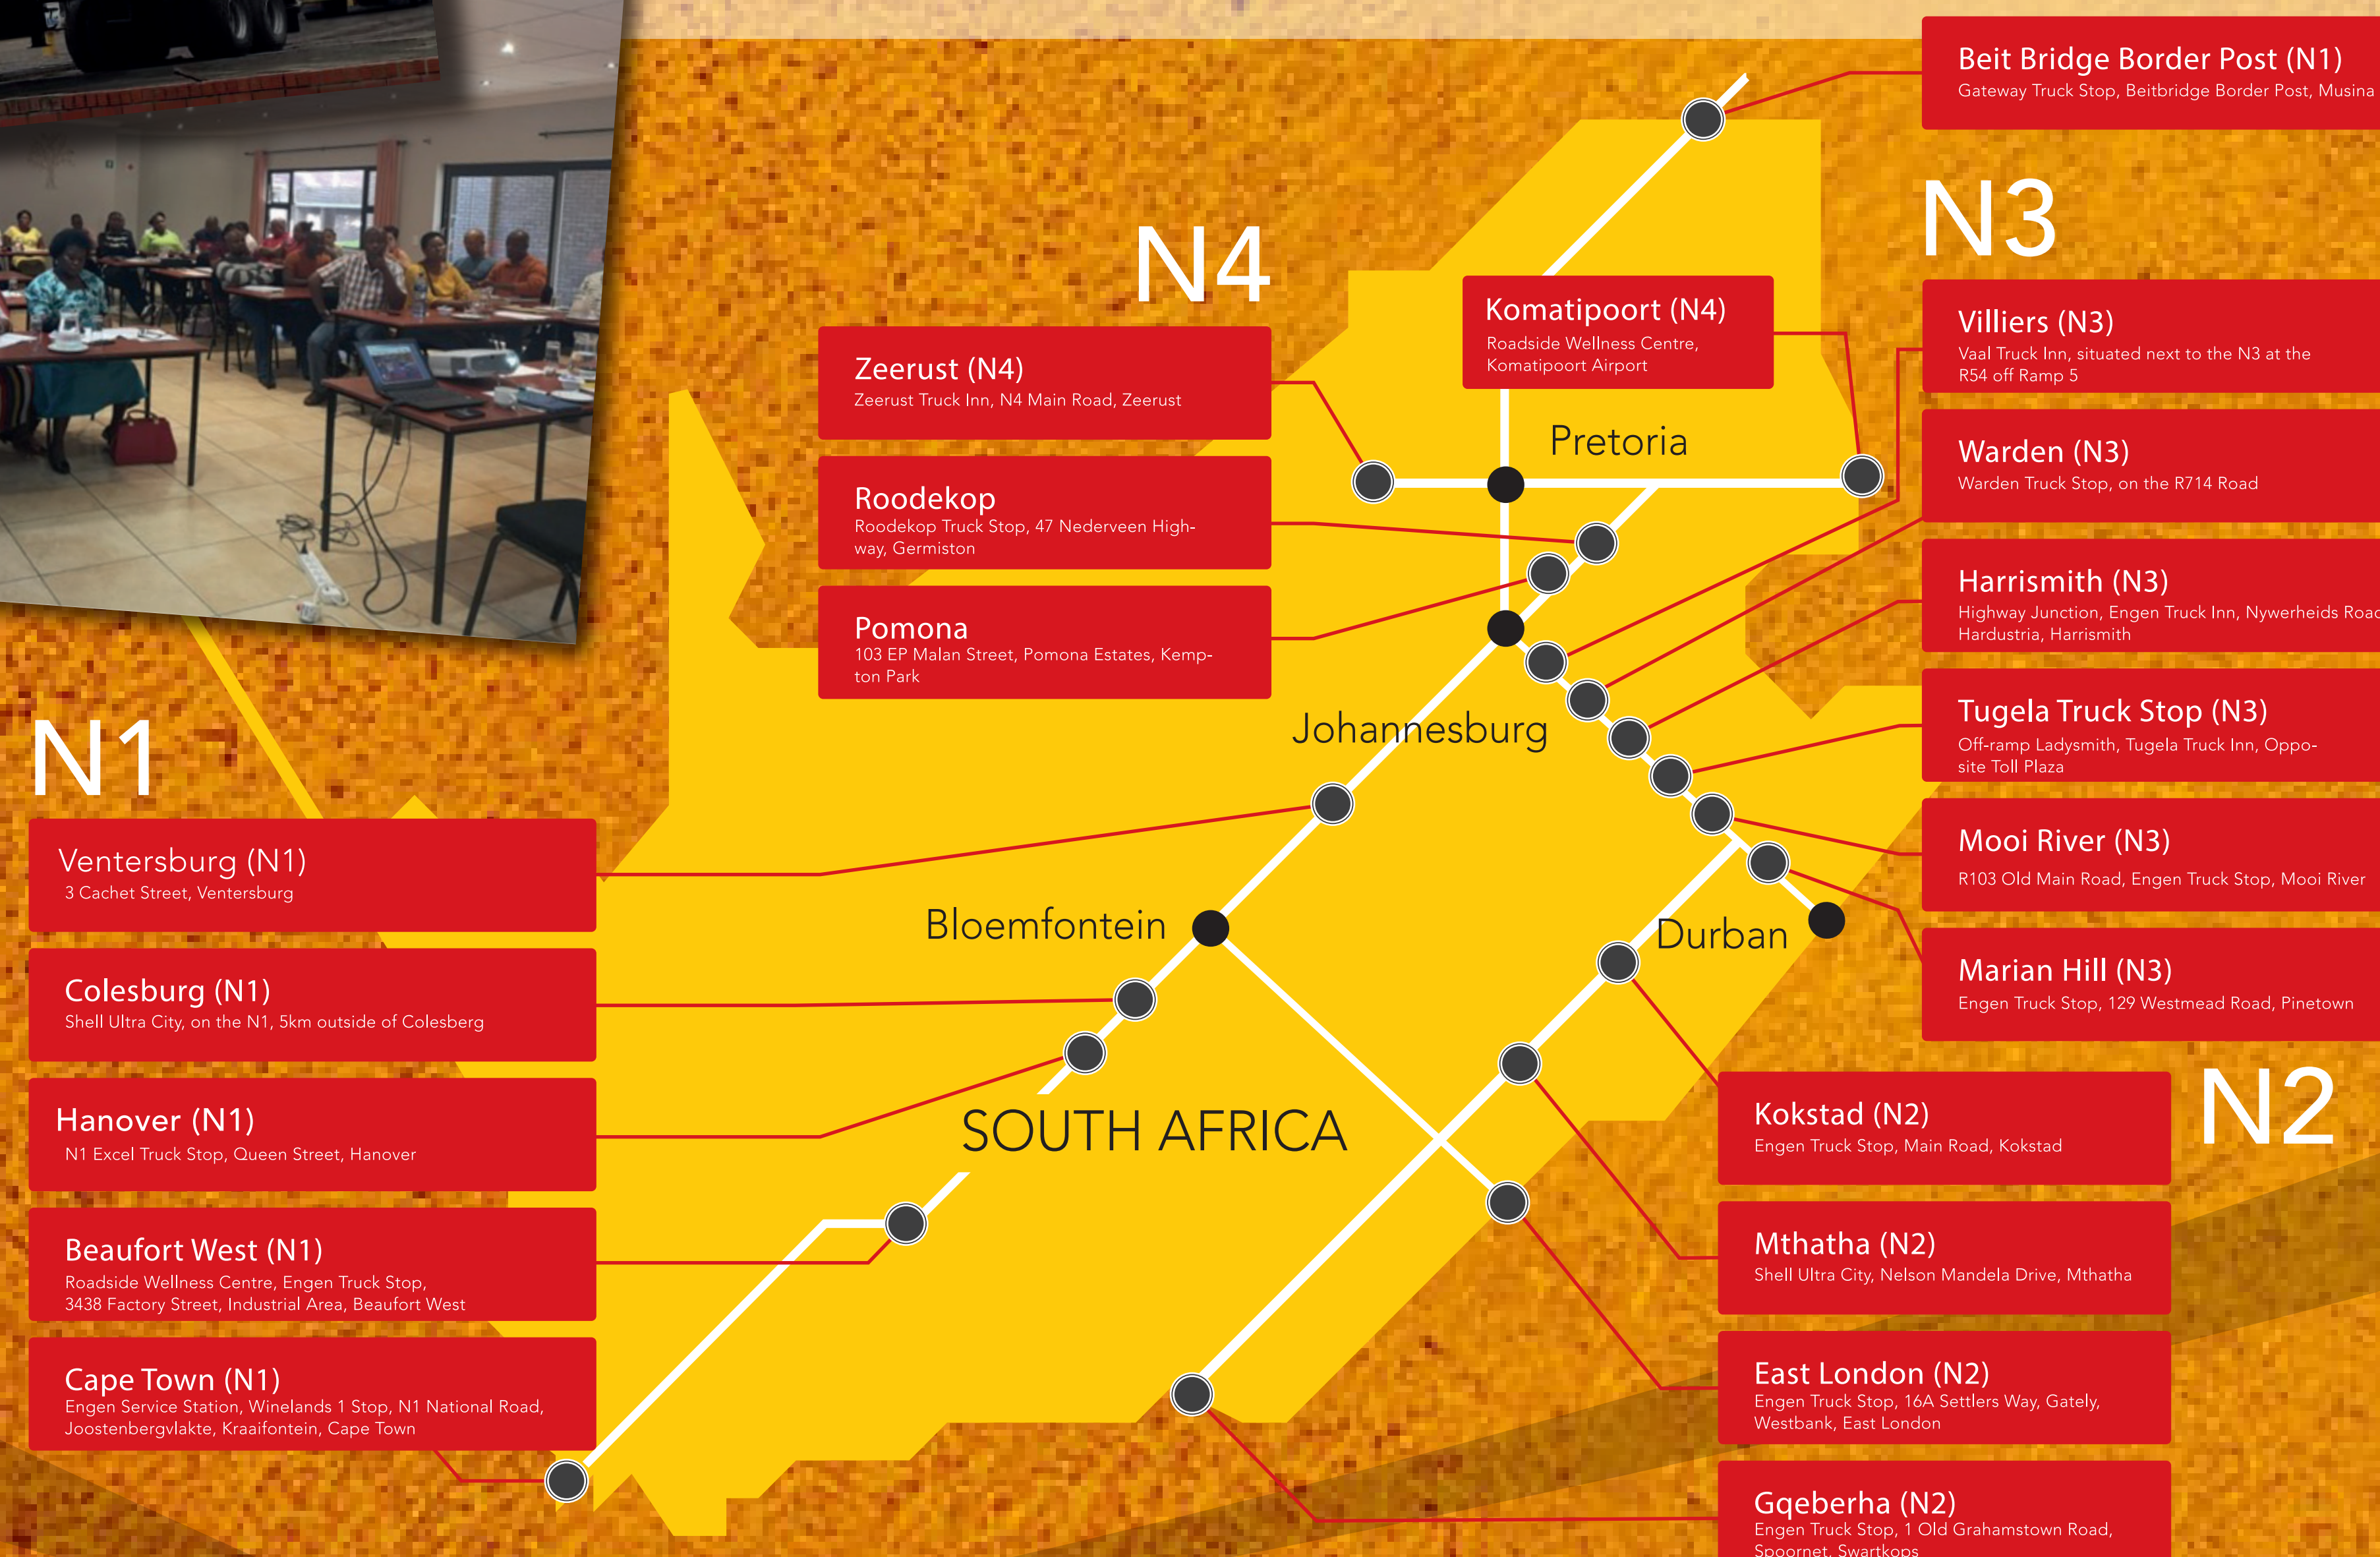 Beit Bridge Border Post (N1)
Gateway Truck Stop, Beitbridge Border Post, Musina
N4
Zeerust (N4)
Zeerust Truck Inn, N4 Main Road, Zeerust
Roodekop
Roodekop Truck Stop, 47 Nederveen High-
way, Germiston
Pomona
103 EP Malan Street, Pomona Estates, Kemp-
ton Park
Komatipoort (N4)
Roadside Wellness Centre,
Komatipoort Airport
Pretoria
Johannesburg
Bloemfontein
Durban
SOUTH AFRICA
N3
Villiers (N3)
Vaal Truck Inn, situated next to the N3 at the
R54 off Ramp 5
Warden (N3)
Warden Truck Stop, on the R714 Road
Harrismith (N3)
Highway Junction, Engen Truck Inn, Nywerheids Road
Hardustria, Harrismith
Tugela Truck Stop (N3)
Off-ramp Ladysmith, Tugela Truck Inn, Oppo-
site Toll Plaza
Mooi River (N3)
R103 Old Main Road, Engen Truck Stop, Mooi River
Marian Hill (N3)
Engen Truck Stop, 129 Westmead Road, Pinetown
N1
Ventersburg (N1)
3 Cachet Street, Ventersburg
Colesburg (N1)
Shell Ultra City, on the N1, 5km outside of Colesberg
Hanover (N1)
N1 Excel Truck Stop, Queen Street, Hanover
Beaufort West (N1)
Roadside Wellness Centre, Engen Truck Stop,
3438 Factory Street, Industrial Area, Beaufort West
Cape Town (N1)
Engen Service Station, Winelands 1 Stop, N1 National Road,
Joostenbergvlakte, Kraaifontein, Cape Town
N2
Kokstad (N2)
Engen Truck Stop, Main Road, Kokstad
Mthatha (N2)
Shell Ultra City, Nelson Mandela Drive, Mthatha
East London (N2)
Engen Truck Stop, 16A Settlers Way, Gately,
Westbank, East London
Gqeberha (N2)
Engen Truck Stop, 1 Old Grahamstown Road,
Spoornet, Swartkops